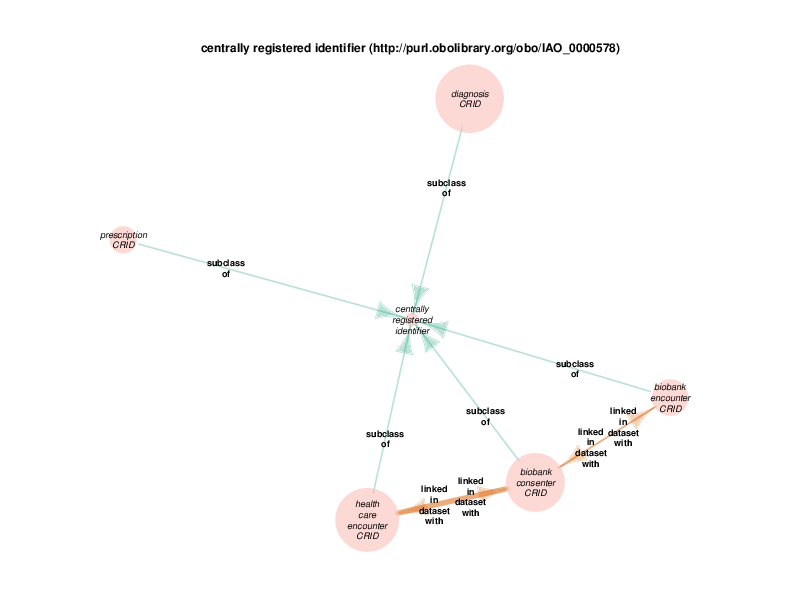 centrally registered identifier (http://purl.obolibrary.org/obo/IAO_0000578)
diagnosis
CRID
subclass
of
prescription
CRID
subclass
of
centrally
registered
identifier
subclass
of
biobank
encounter
CRID
linked
in
dataset
with
linked
in
dataset
with
subclass
of
subclass
of
biobank
consenter
CRID
linked
in
dataset
with
linked
in
dataset
with
health
care
encounter
CRID